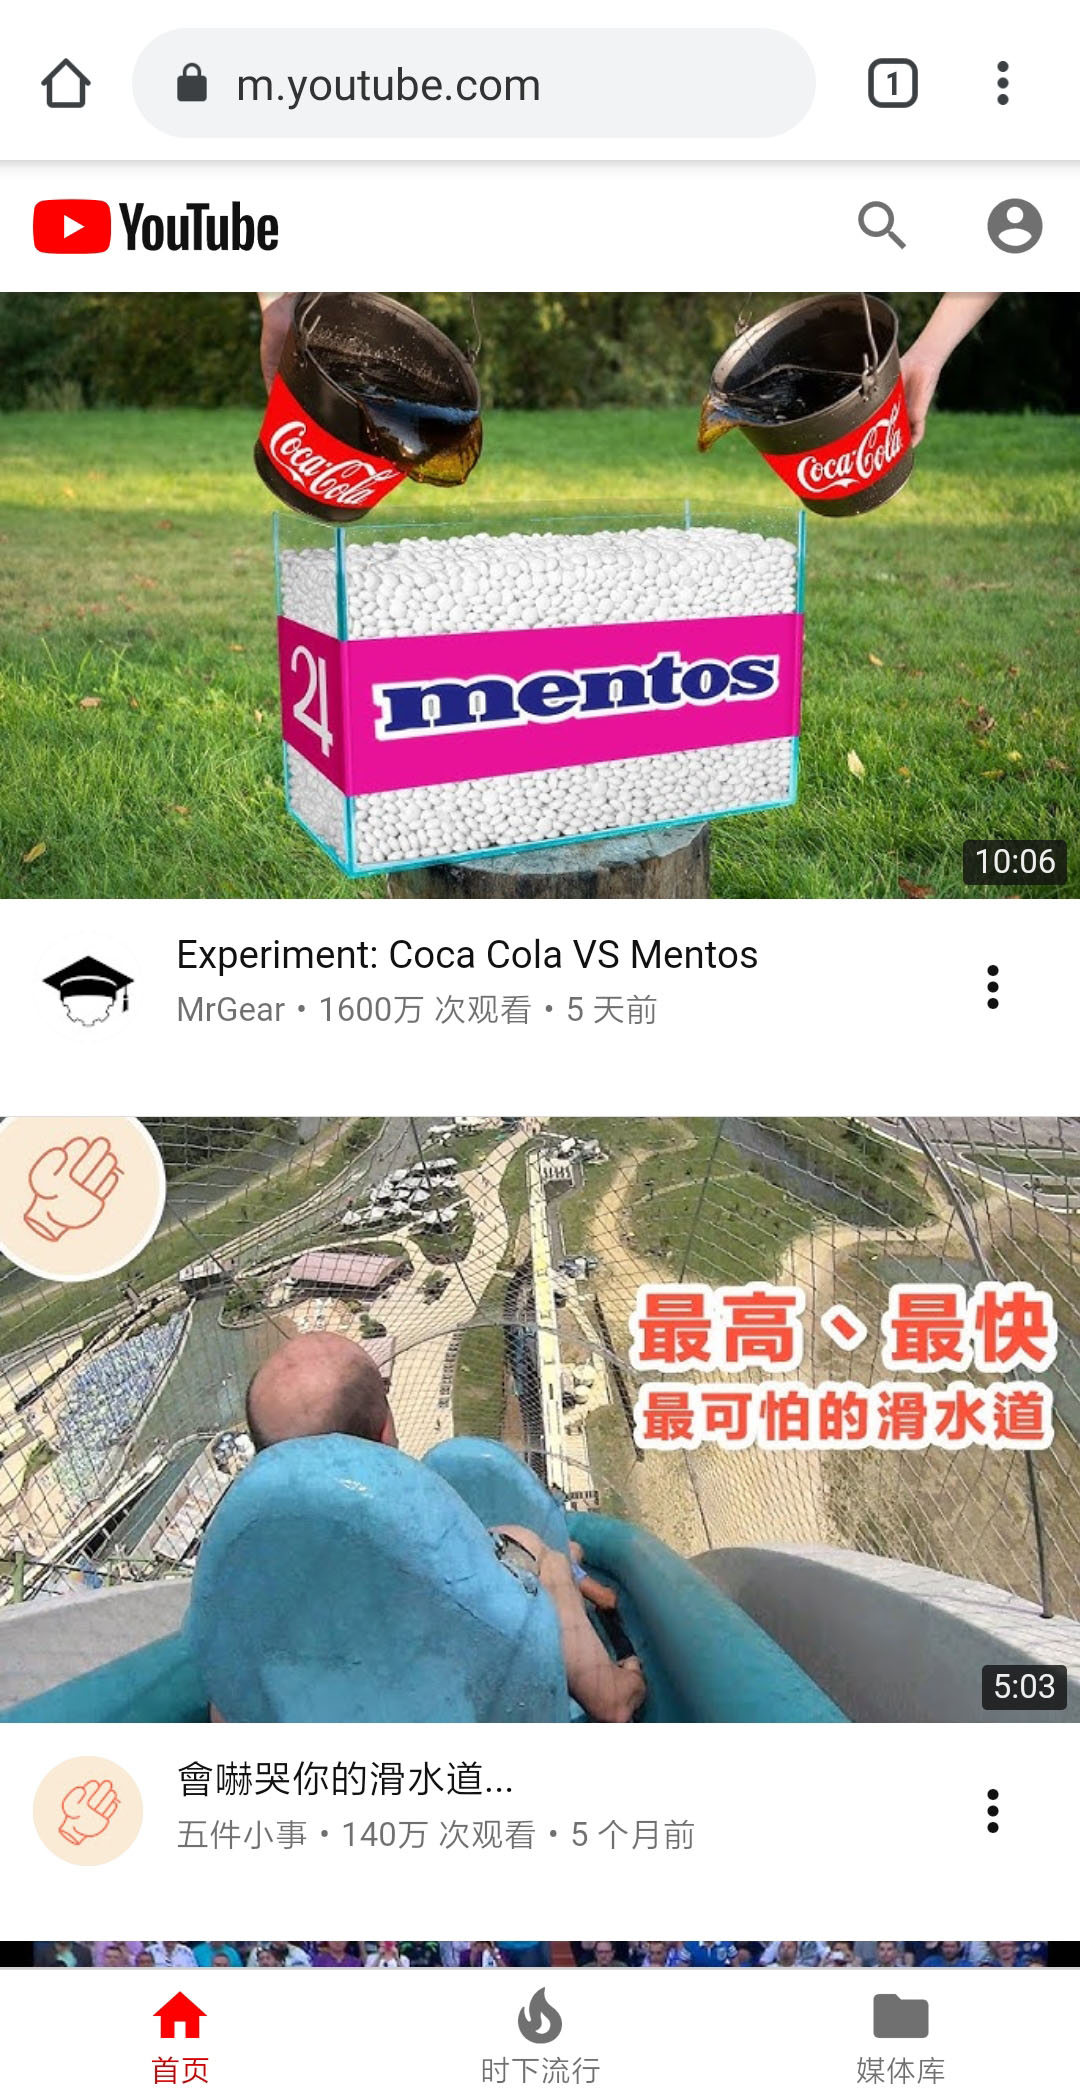 m.youtube.com
1
YouTube
Coca-Cola
Coca-Cola
mentos
10:06
Experiment: Coca Cola VS Mentos
MrGear • 1600万 次观看 • 5 天前
最高、最快
最可怕的滑水道
5:03
會嚇哭你的滑水道...
五件小事 • 140万 次观看 • 5 个月前
首页
时下流行
媒体库